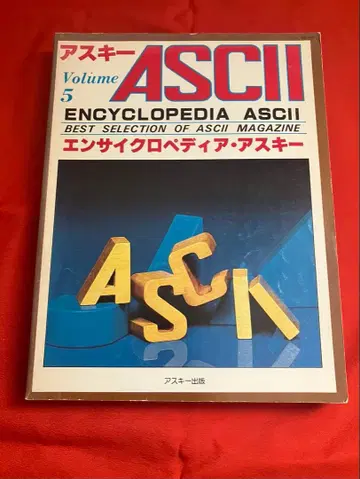 アスキー ASCII
Volume
5
ENCYCLOPEDIA ASCII
BEST SELECTION OF ASCII MAGAZINE
エンサイクロペディア・アスキー
ASCII
アスキー出版